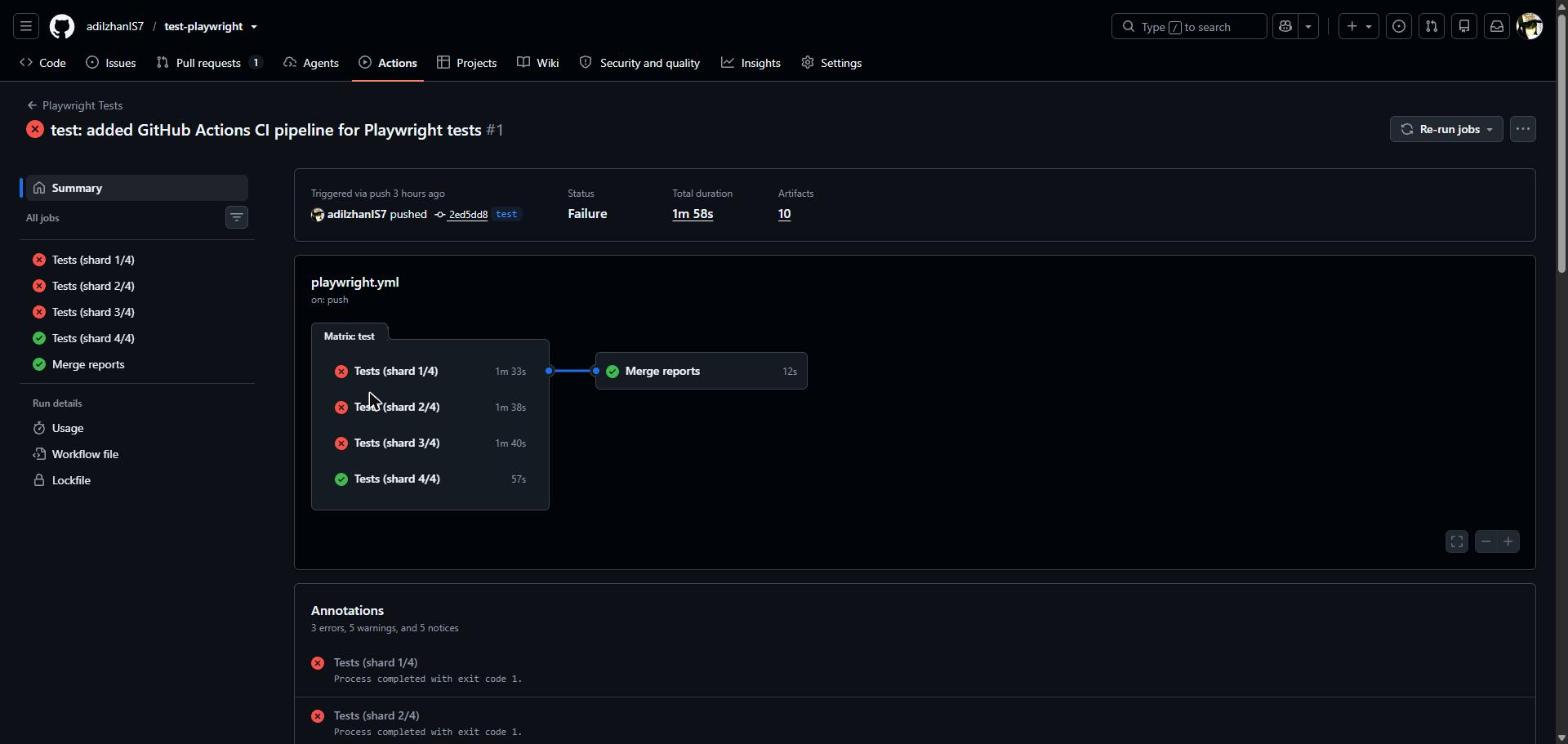 adilzhanIS7 / test-playwright
Type / to search
Code Issues Pull requests 1 Agents Actions Projects Wiki Security and quality Insights Settings
Playwright Tests
test: added GitHub Actions CI pipeline for Playwright tests #1
Re-run jobs
Summary
All jobs
Tests (shard 1/4)
Tests (shard 2/4)
Tests (shard 3/4)
Tests (shard 4/4)
Merge reports
Run details
Usage
Workflow file
Lockfile
Triggered via push 3 hours ago
adilzhanIS7 pushed 2ed5dd8 test
Status
Failure
Total duration
1m 58s
Artifacts
10
playwright.yml
on: push
Matrix: test
Tests (shard 1/4) 1m 33s
Tests (shard 2/4) 1m 38s
Tests (shard 3/4) 1m 40s
Tests (shard 4/4) 57s
Merge reports 12s
Annotations
3 errors, 5 warnings, and 5 notices
Tests (shard 1/4)
Process completed with exit code 1.
Tests (shard 2/4)
Process completed with exit code 1.